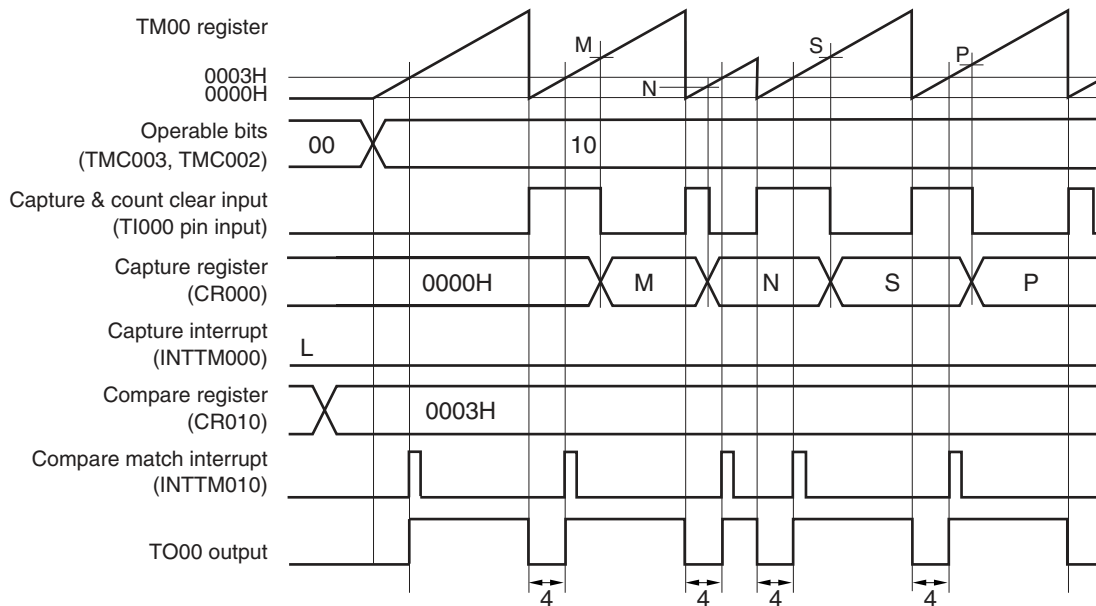 TM00 register
M
S
P
0003H
N
0000H
Operable bits
(TMC003, TMC002)
00
10
Capture & count clear input
(TI000 pin input)
Capture register
(CR000)
0000H
M
N
S
P
Capture interrupt
(INTTM000)
L
Compare register
(CR010)
0003H
Compare match interrupt
(INTTM010)
TO00 output
4
4
4
4